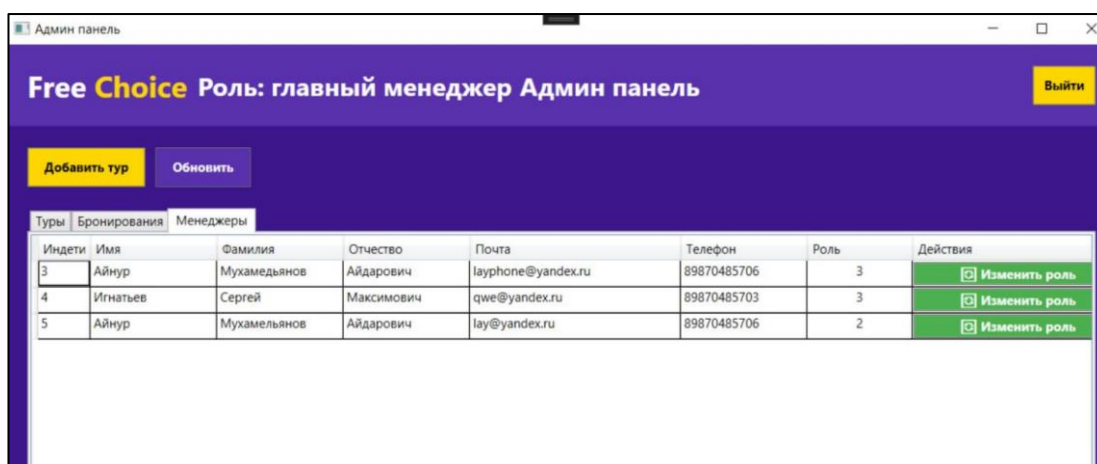 Админ панель
Free Choice Роль: главный менеджер Админ панель
Выйти
Добавить тур Обновить
Туры Бронирования Менеджеры
Индети Имя Фамилия Отчество Почта Телефон Роль Действия
3 Айнур Мухамедьянов Айдарович layphone@yandex.ru 89870485706 3 Изменить роль
4 Игнатьев Сергей Максимович qwe@yandex.ru 89870485703 3 Изменить роль
5 Айнур Мухамельянов Айдарович lay@yandex.ru 89870485706 2 Изменить роль